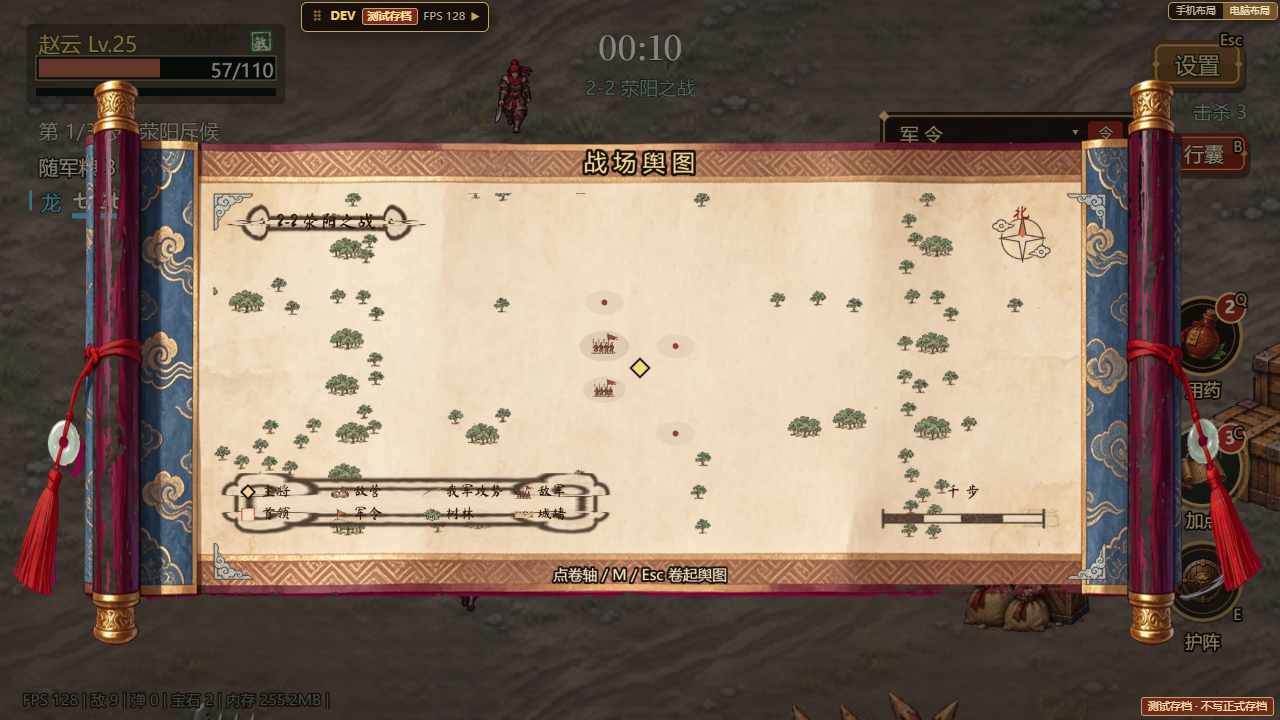 DEV 测试存档 FPS 128 ▶
手机布局 电脑布局
赵云 Lv.25 敌
57/110
00:10
2-2 荥阳之战
Esc
设置
击杀 3
第 1/3 荥阳斥候
军令 ▼ 令
行囊 B
随军粮 3
龙 七
战场舆图
2-2 荥阳之战
北
2 Q
用药
3 C
加点
E
护阵
主将 敌营 我军攻势 敌军
首领 军令 树林 城墙
千步
点卷轴 / M / Esc 卷起舆图
FPS 128 | 敌 9 | 弹 0 | 宝石 2 | 内存 255.2MB |
测试存档 · 不写正式存档